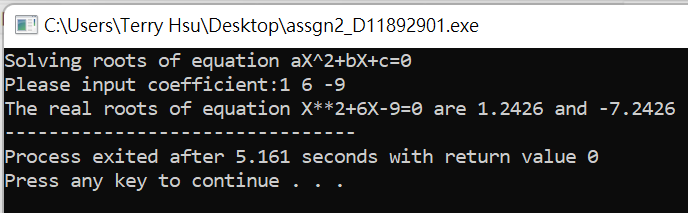 C:\Users\Terry Hsu\Desktop\assgn2_D11892901.exe
Solving roots of equation aX^2+bX+c=0
Please input coefficient:1 6 -9
The real roots of equation X**2+6X-9=0 are 1.2426 and -7.2426
--------------------------------
Process exited after 5.161 seconds with return value 0
Press any key to continue . . .